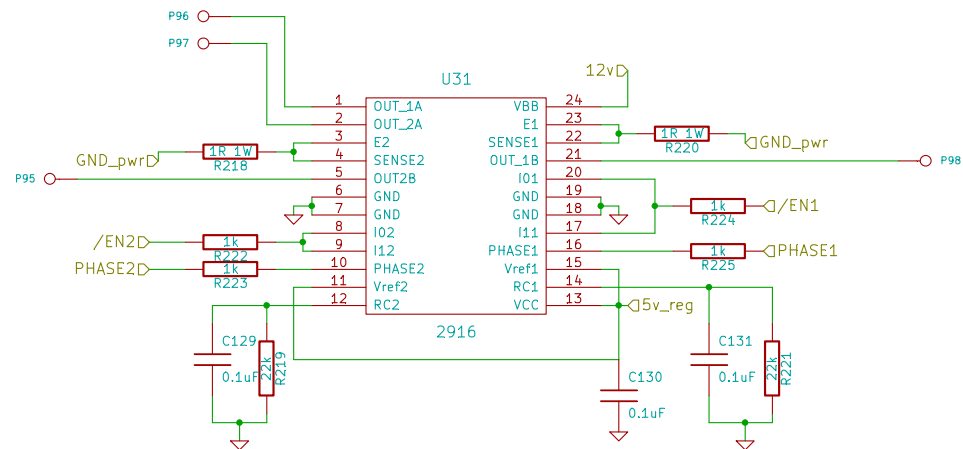 P96
P97
U31
12v
1 OUT_1A VBB 24
2 OUT_2A E1 23
3 E2 SENSE1 22
4 SENSE2 OUT_1B 21
5 OUT2B I01 20
6 GND GND 19
7 GND GND 18
8 I02 I11 17
9 I12 PHASE1 16
10 PHASE2 Vref1 15
11 Vref2 RC1 14
12 RC2 VCC 13
2916
GND_pwr 1R 1W
R218
P95
1R 1W
R220
GND_pwr
P98
/EN2 1k
R222
PHASE2 1k
R223
1k /EN1
R224
1k PHASE1
R225
5v_reg
C129
0.1uF
22k
R219
C130
0.1uF
C131
0.1uF
22k
R221